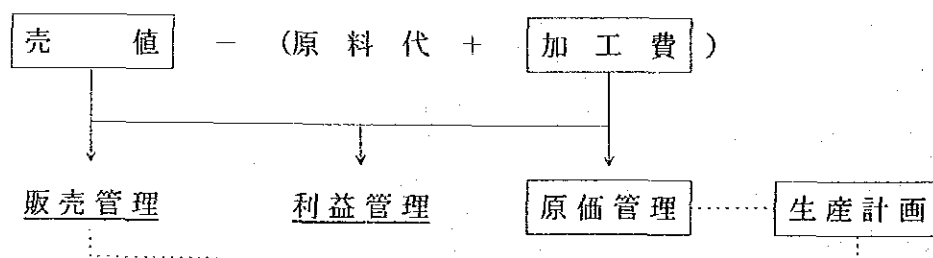 売値 － (原料代 ＋ 加工費)
販売管理 利益管理 原価管理 生産計画